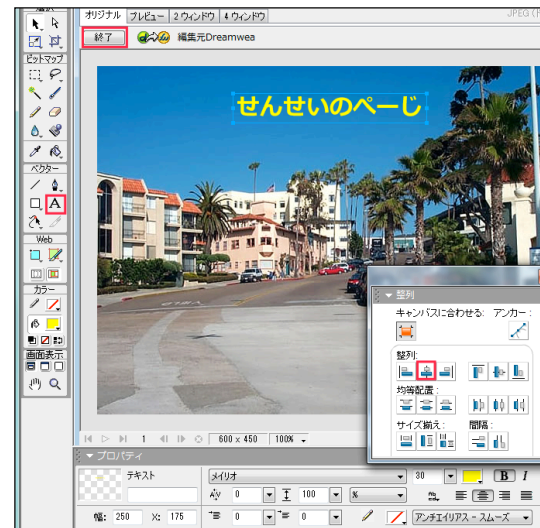 オリジナル プレビュー 2 ウィンドウ 4 ウィンドウ
JPEG (ド
終了 編集元Dreamwea
ビットマップ
せんせいのぺーじ
ベクター
A
Web
カラー
画面表示
整列
キャンバスに合わせる: アンカー:
整列:
均等配置:
サイズ揃え: 間隔:
1 600 x 450 100%
プロパティ
テキスト メイリオ 30 B I
AV 0 100 %
幅: 250 X: 175 0 0 アンチエイリアス - スムーズ